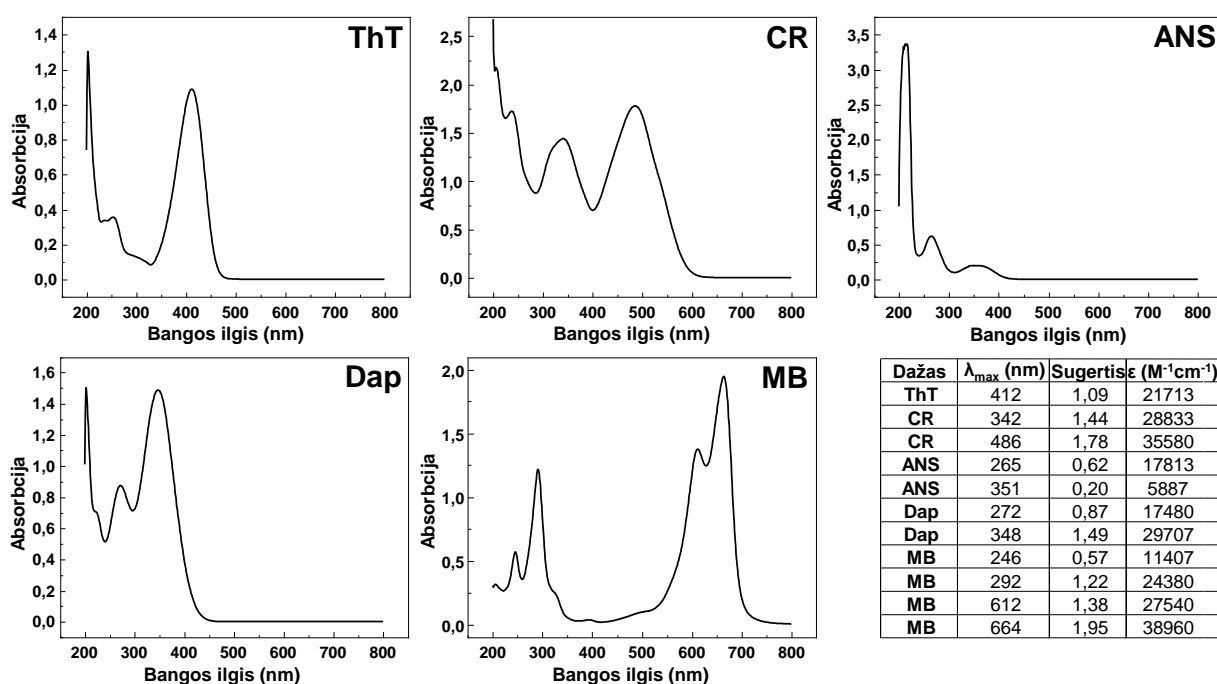 ThT
Absorbcija
1,4
1,2
1,0
0,8
0,6
0,4
0,2
0,0
200 300 400 500 600 700 800
Bangos ilgis (nm)
CR
Absorbcija
2,5
2,0
1,5
1,0
0,5
0,0
200 300 400 500 600 700 800
Bangos ilgis (nm)
ANS
Absorbcija
3,5
3,0
2,5
2,0
1,5
1,0
0,5
0,0
200 300 400 500 600 700 800
Bangos ilgis (nm)
Dap
Absorbcija
1,6
1,4
1,2
1,0
0,8
0,6
0,4
0,2
0,0
200 300 400 500 600 700 800
Bangos ilgis (nm)
MB
Absorbcija
2,0
1,5
1,0
0,5
0,0
200 300 400 500 600 700 800
Bangos ilgis (nm)
Dažas λmax (nm) Sugertis ε (M⁻¹cm⁻¹)
ThT 412 1,09 21713
CR 342 1,44 28833
CR 486 1,78 35580
ANS 265 0,62 17813
ANS 351 0,20 5887
Dap 272 0,87 17480
Dap 348 1,49 29707
MB 246 0,57 11407
MB 292 1,22 24380
MB 612 1,38 27540
MB 664 1,95 38960